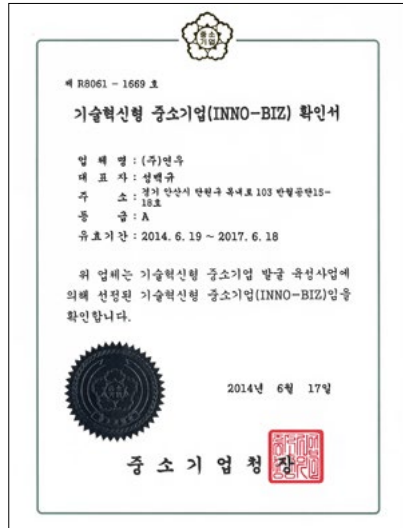 중소
기업
제 R8061 - 1669 호
기술혁신형 중소기업(INNO-BIZ) 확인서
업 체 명 : (주)연우
대 표 자 : 성백규
주 소 : 경기 안산시 단원구 목내로 103 반월공단15-
18호
등 급 : A
유효기간 : 2014. 6. 19 ~ 2017. 6. 18
위 업체는 기술혁신형 중소기업 발굴 육성사업에
의해 선정된 기술혁신형 중소기업(INNO-BIZ)임을
확인합니다.
2014년 6월 17일
중 소 기 업 청 장